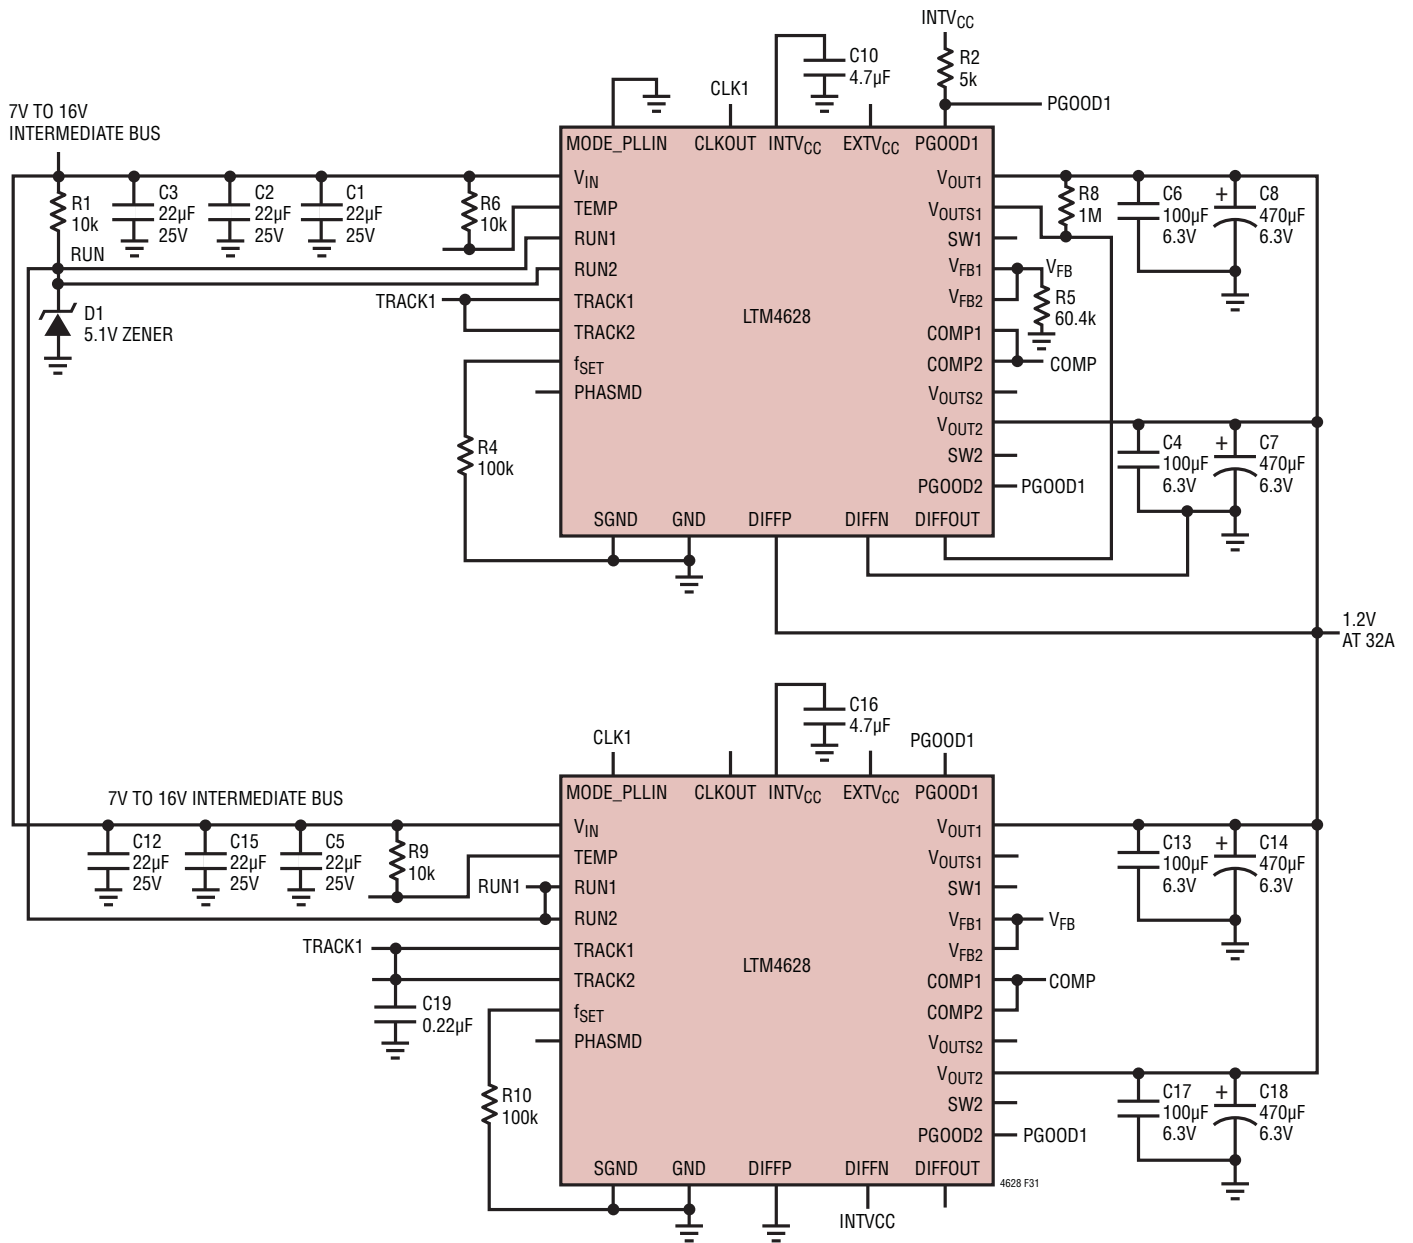 INTVCC
R2
5k
PGOOD1
C10
4.7µF
CLK1
7V TO 16V
INTERMEDIATE BUS
MODE_PLLIN
CLKOUT
INTVCC
EXTVCC
PGOOD1
R1
10k
C3
22µF
25V
C2
22µF
25V
C1
22µF
25V
R6
10k
RUN
D1
5.1V ZENER
TRACK1
R4
100k
VIN
TEMP
RUN1
RUN2
TRACK1
TRACK2
fSET
PHASMD
LTM4628
VOUT1
VOUTS1
SW1
VFB1
VFB2
COMP1
COMP2
VOUTS2
VOUT2
SW2
PGOOD2
SGND
GND
DIFFP
DIFFN
DIFFOUT
R8
1M
C6
100µF
6.3V
+
C8
470µF
6.3V
VFB
R5
60.4k
COMP
C4
100µF
6.3V
+
C7
470µF
6.3V
PGOOD1
1.2V
AT 32A
C16
4.7µF
CLK1
PGOOD1
7V TO 16V INTERMEDIATE BUS
MODE_PLLIN
CLKOUT
INTVCC
EXTVCC
PGOOD1
C12
22µF
25V
C15
22µF
25V
C5
22µF
25V
R9
10k
RUN1
TRACK1
C19
0.22µF
R10
100k
VIN
TEMP
RUN1
RUN2
TRACK1
TRACK2
fSET
PHASMD
LTM4628
VOUT1
VOUTS1
SW1
VFB1
VFB2
COMP1
COMP2
VOUTS2
VOUT2
SW2
PGOOD2
SGND
GND
DIFFP
DIFFN
DIFFOUT
C13
100µF
6.3V
+
C14
470µF
6.3V
VFB
COMP
C17
100µF
6.3V
+
C18
470µF
6.3V
PGOOD1
4628 F31
INTVCC